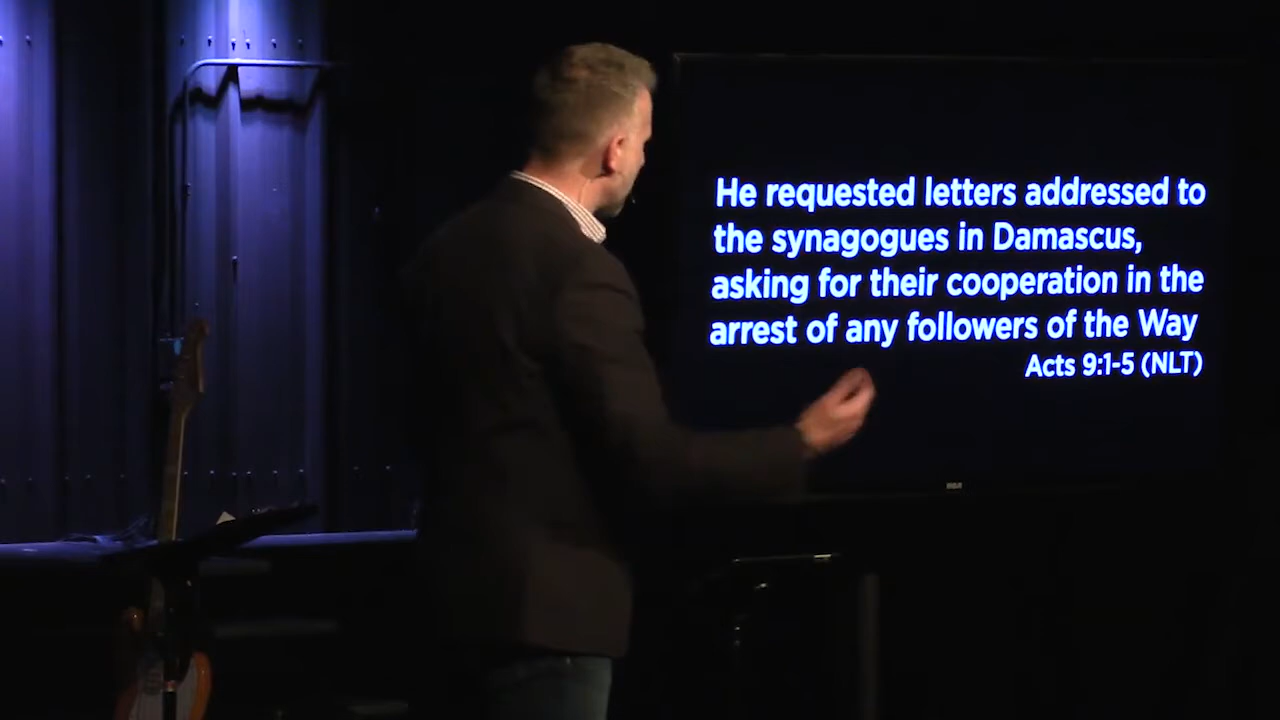 He requested letters addressed to
the synagogues in Damascus,
asking for their cooperation in the
arrest of any followers of the Way
Acts 9:1-5 (NLT)
RCA